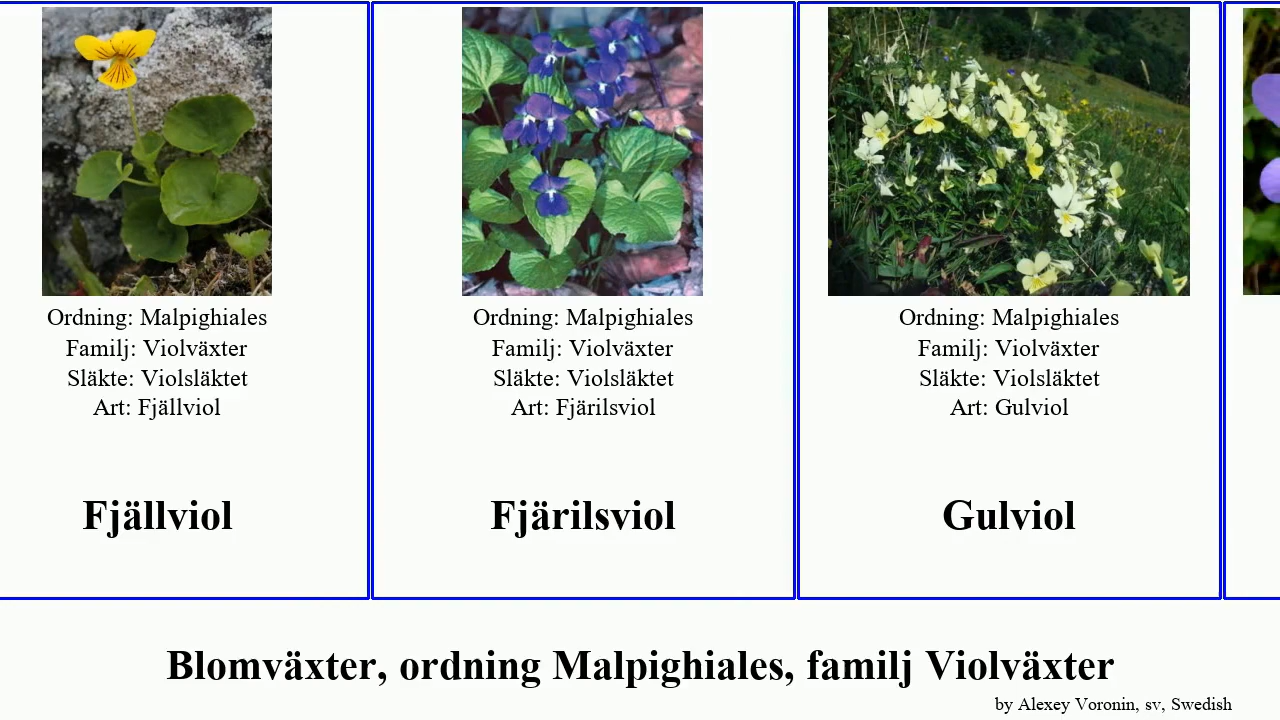 Ordning: Malpighiales
Familj: Violväxter
Släkte: Violsläktet
Art: Fjällviol
Fjällviol
Ordning: Malpighiales
Familj: Violväxter
Släkte: Violsläktet
Art: Fjärilsviol
Fjärilsviol
Ordning: Malpighiales
Familj: Violväxter
Släkte: Violsläktet
Art: Gulviol
Gulviol
Blomväxter, ordning Malpighiales, familj Violväxter
by Alexey Voronin, sv, Swedish